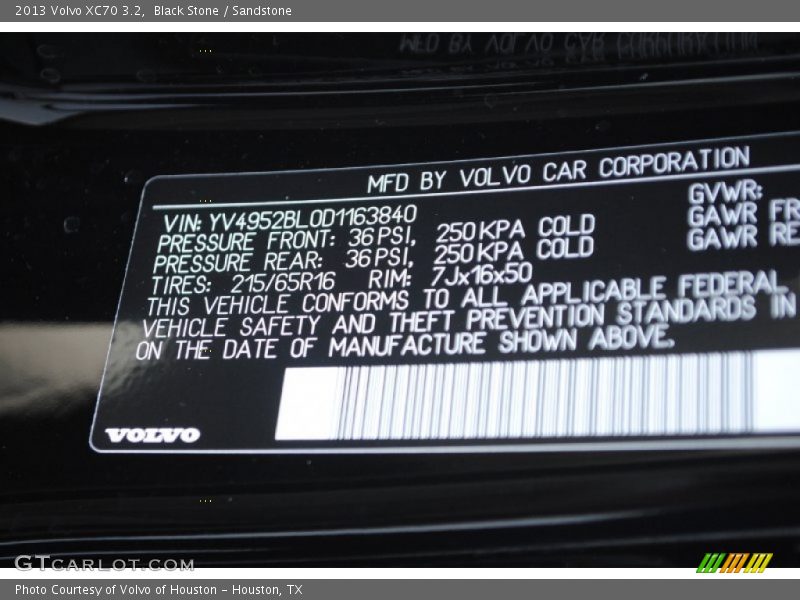 2013 Volvo XC70 3.2, Black Stone / Sandstone
MFD BY VOLVO CAR CORPORATION
VIN: YV4952BL0D1163840
GVWR:
PRESSURE FRONT: 36 PSI, 250 KPA COLD
GAWR FR
PRESSURE REAR: 36 PSI, 250 KPA COLD
GAWR RE
TIRES: 215/65R16 RIM: 7Jx16x50
THIS VEHICLE CONFORMS TO ALL APPLICABLE FEDERAL
VEHICLE SAFETY AND THEFT PREVENTION STANDARDS IN
ON THE DATE OF MANUFACTURE SHOWN ABOVE.
VOLVO
GTCARLOT.COM
Photo Courtesy of Volvo of Houston - Houston, TX